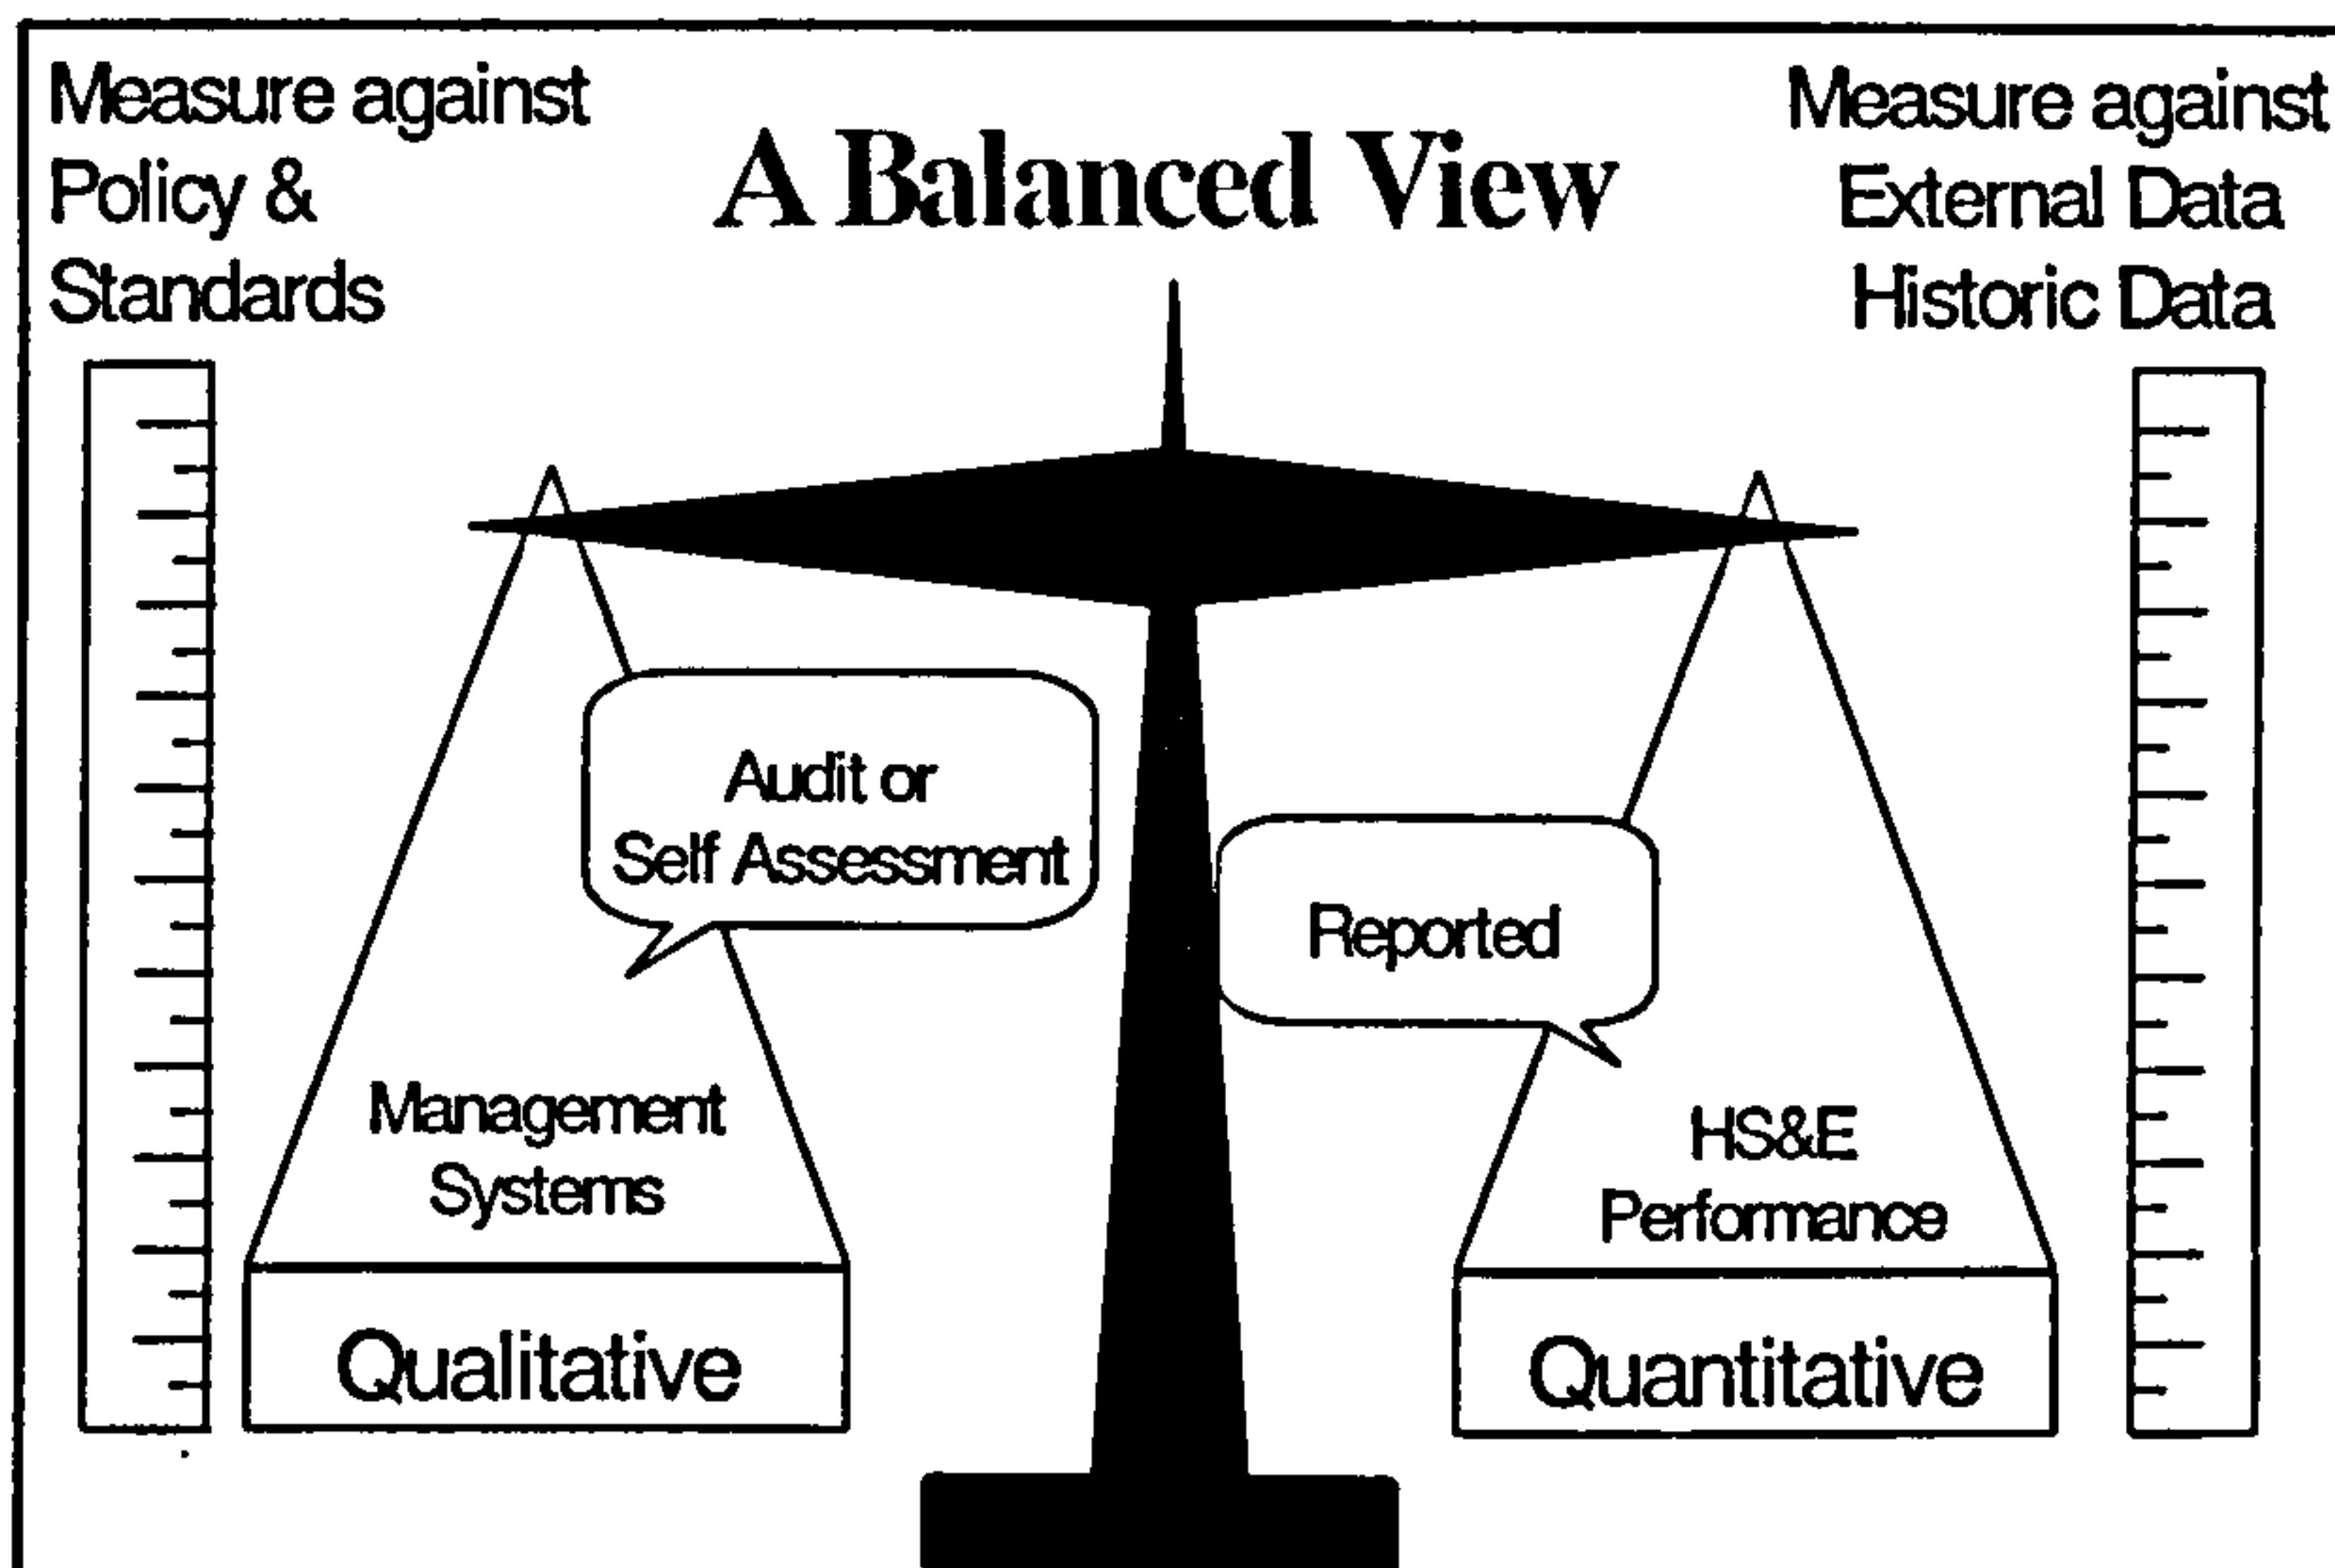 Measure against
Policy &
Standards
A Balanced View
Measure against
External Data
Historic Data
Audit or
Self Assessment
Reported
Management
Systems
HS&E
Performance
Qualitative
Quantitative